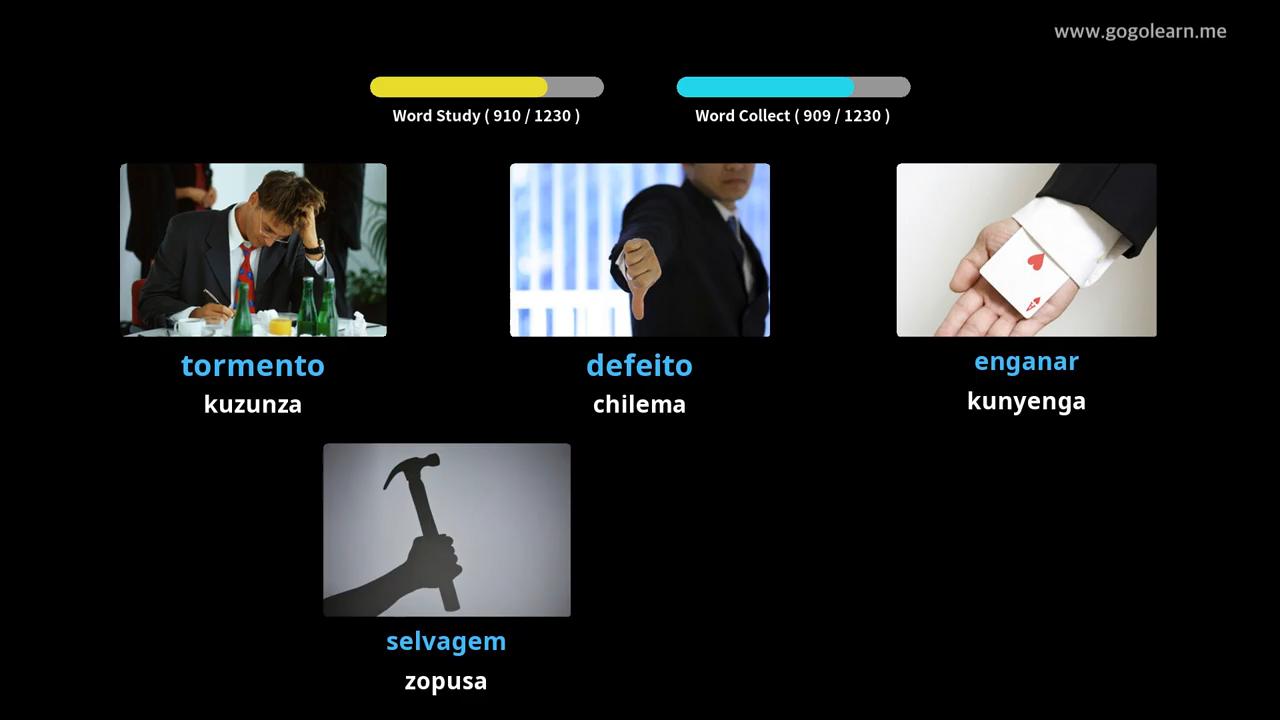 www.gogolearn.me
Word Study ( 910 / 1230 )
Word Collect ( 909 / 1230 )
tormento
kuzunza
defeito
chilema
enganar
kunyenga
selvagem
zopusa